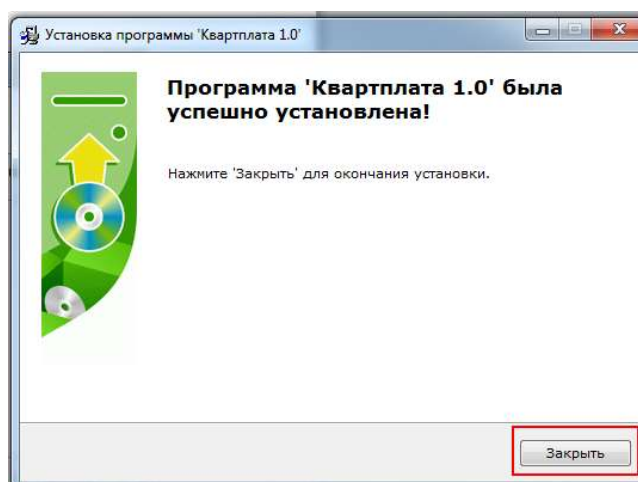 Установка программы 'Квартплата 1.0'
Программа 'Квартплата 1.0' была
успешно установлена!
Нажмите 'Закрыть' для окончания установки.
Закрыть